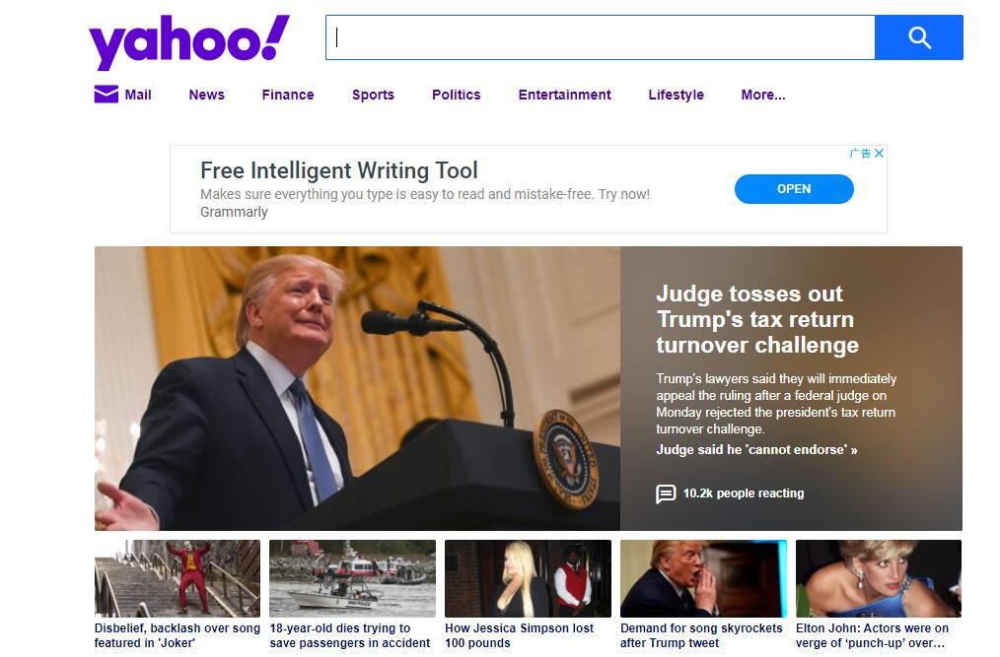 yahoo!
Mail News Finance Sports Politics Entertainment Lifestyle More...
广告
Free Intelligent Writing Tool
Makes sure everything you type is easy to read and mistake-free. Try now!
Grammarly
OPEN
Judge tosses out
Trump's tax return
turnover challenge
Trump's lawyers said they will immediately
appeal the ruling after a federal judge on
Monday rejected the president's tax return
turnover challenge.
Judge said he 'cannot endorse' »
10.2k people reacting
Disbelief, backlash over song
featured in 'Joker'
18-year-old dies trying to
save passengers in accident
How Jessica Simpson lost
100 pounds
Demand for song skyrockets
after Trump tweet
Elton John: Actors were on
verge of ‘punch-up’ over…